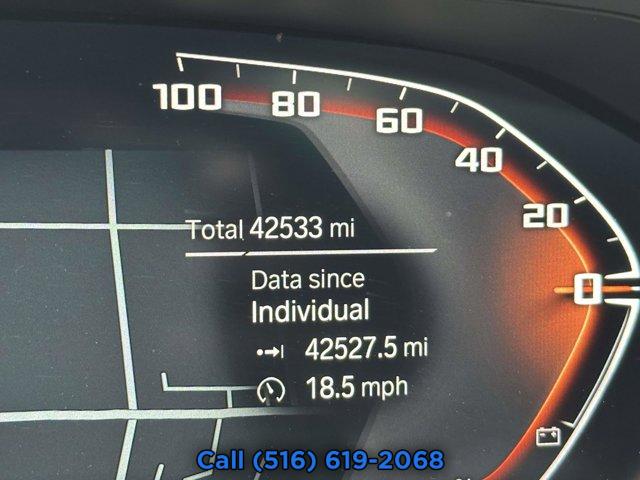 100 80 60 40 20 0
Total 42533 mi
Data since
Individual
42527.5 mi
18.5 mph
Call (516) 619-2068